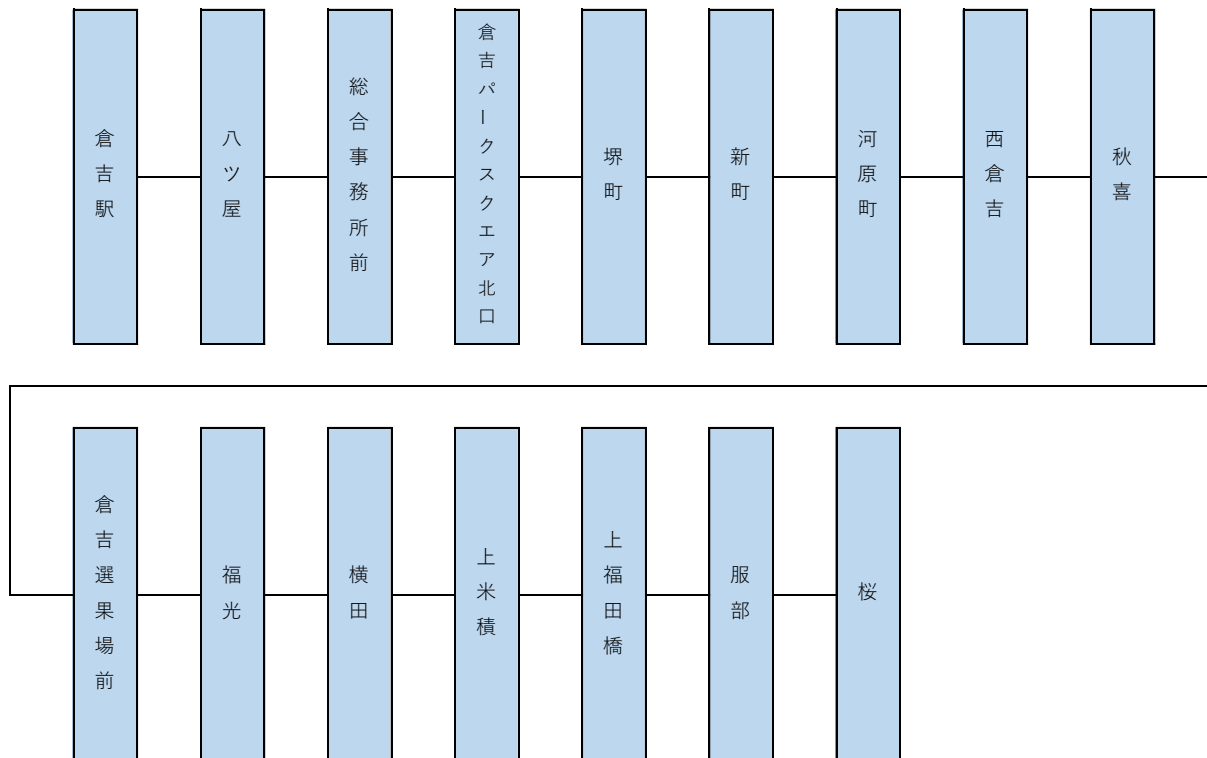 倉吉駅
八ツ屋
総合事務所前
倉吉パークスクエア北口
堺町
新町
河原町
西倉吉
秋喜
倉吉選果場前
福光
横田
上米積
上福田橋
服部
桜